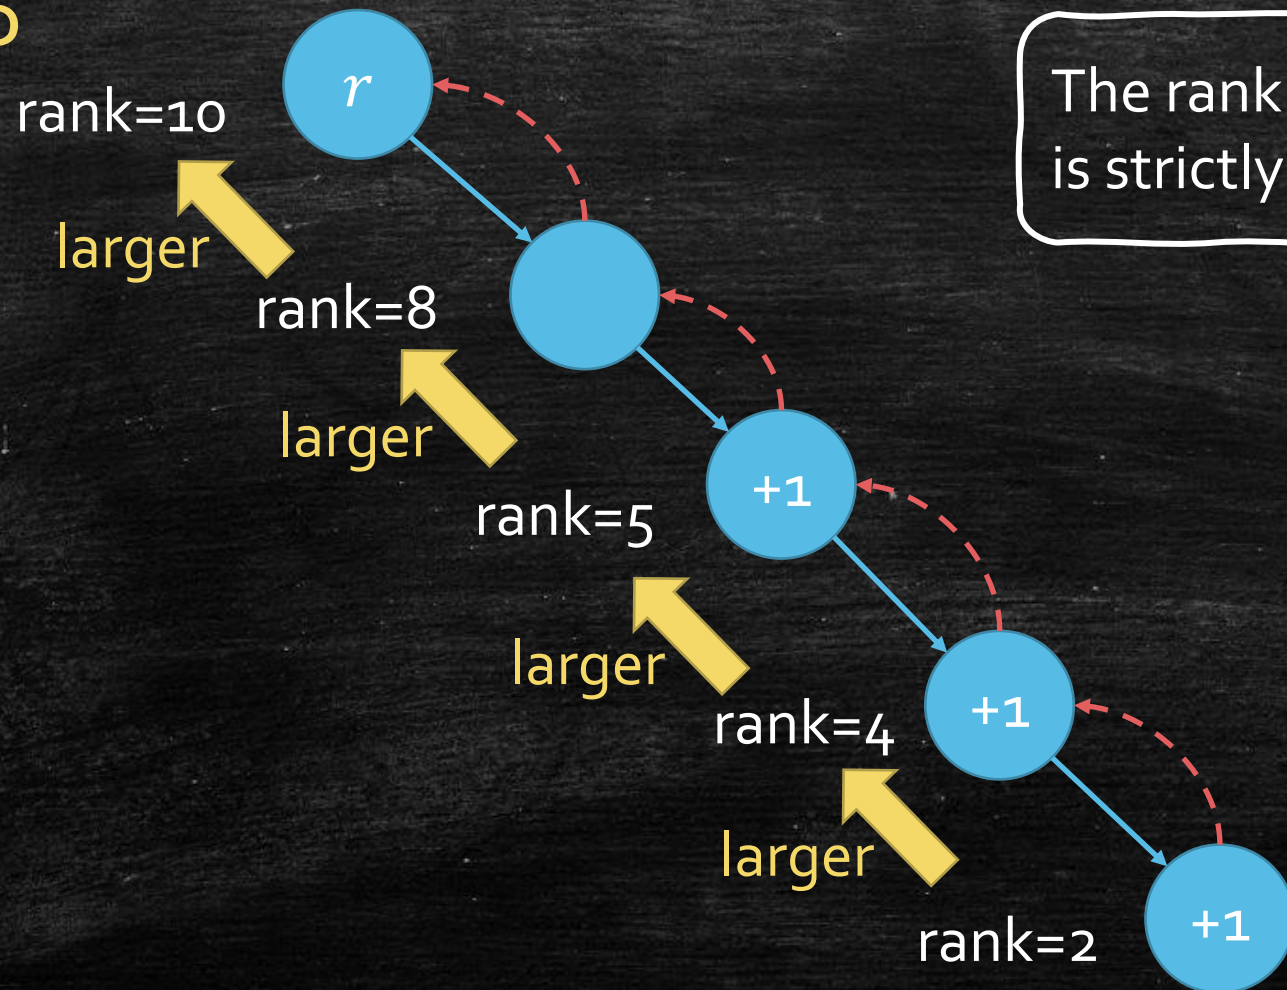 r
The rank
rank=10
is strictly
larger
rank=8
larger
+1
rank=5
larger
+1
rank=4
larger
+1
rank=2